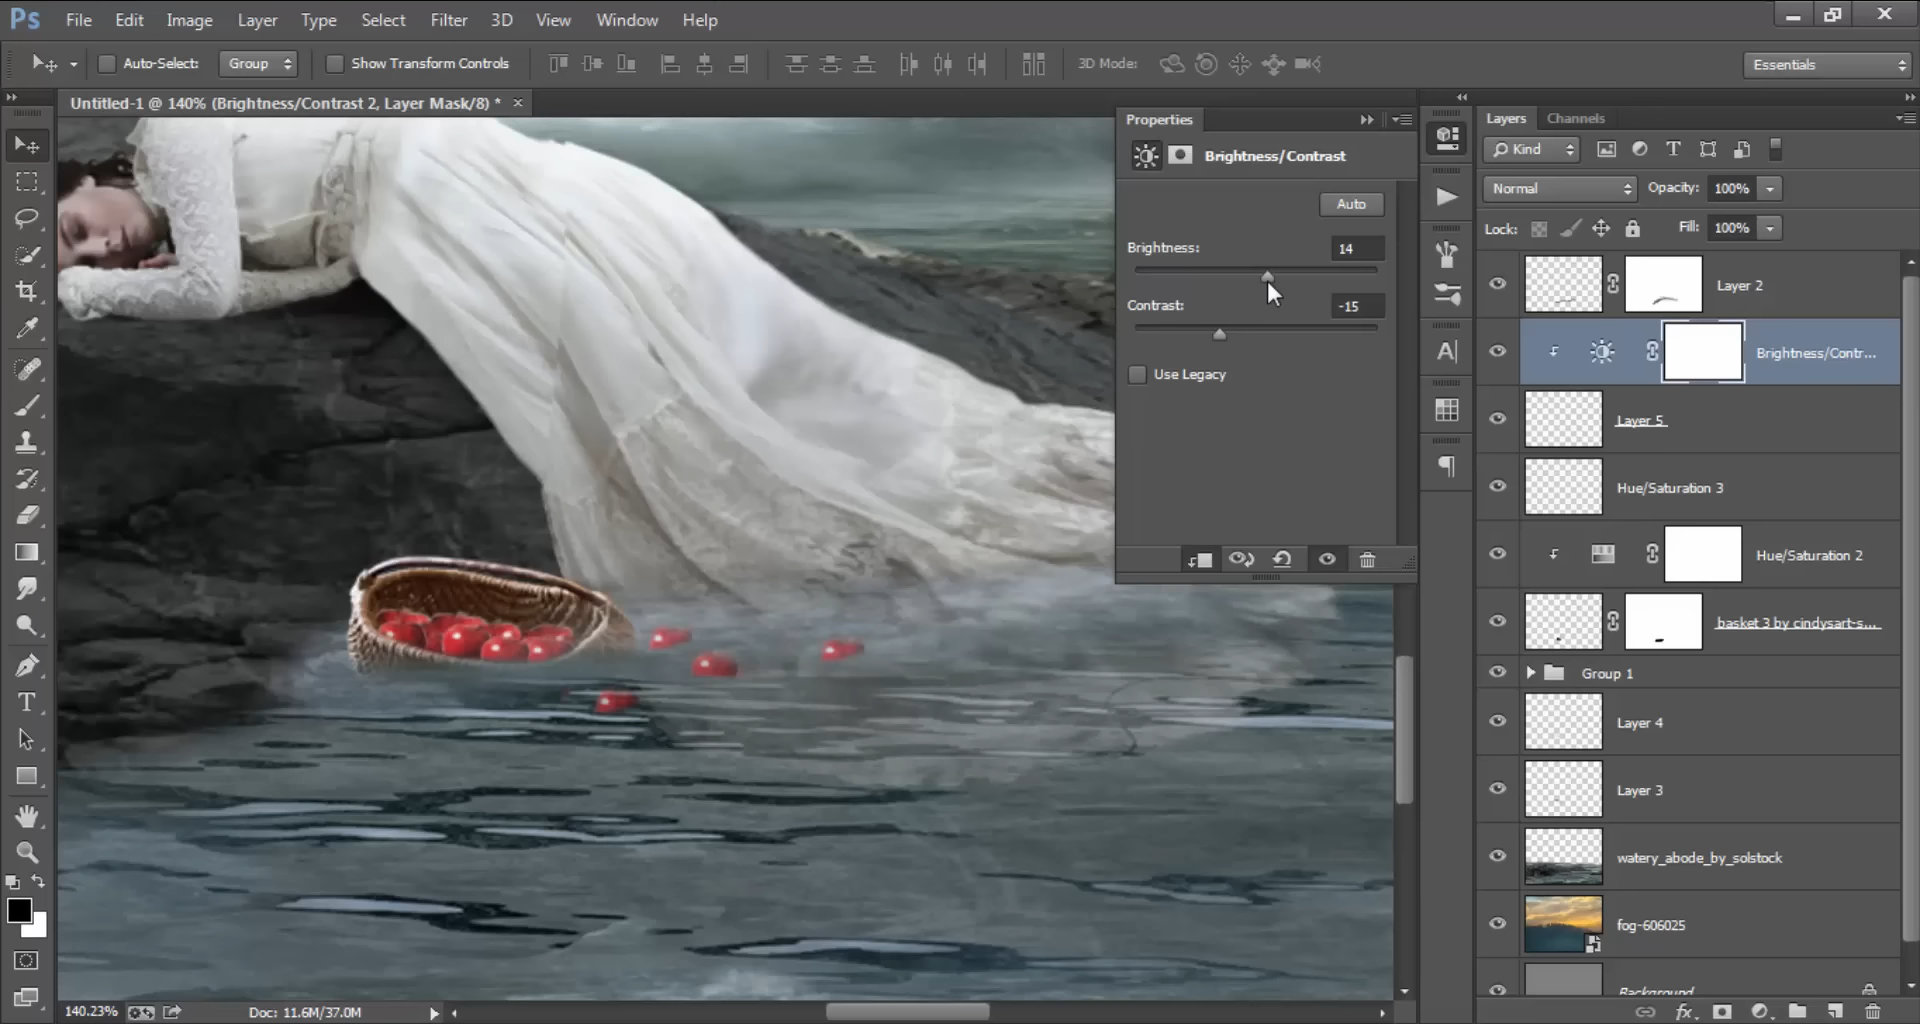 Ps File Edit Image Layer Type Select Filter 3D View Window Help
Auto-Select: Group Show Transform Controls 3D Mode: Essentials
Untitled-1 @ 140% (Brightness/Contrast 2, Layer Mask/8) * ×
Properties
Brightness/Contrast
Auto
Brightness: 14
Contrast: -15
Use Legacy
Layers Channels
Kind
Normal Opacity: 100%
Lock: Fill: 100%
Layer 2
Brightness/Contr...
Layer 5
Hue/Saturation 3
Hue/Saturation 2
basket 3 by cindysart-s...
Group 1
Layer 4
Layer 3
watery_abode_by_solstock
fog-606025
Background
140.23% Doc: 11.6M/37.0M